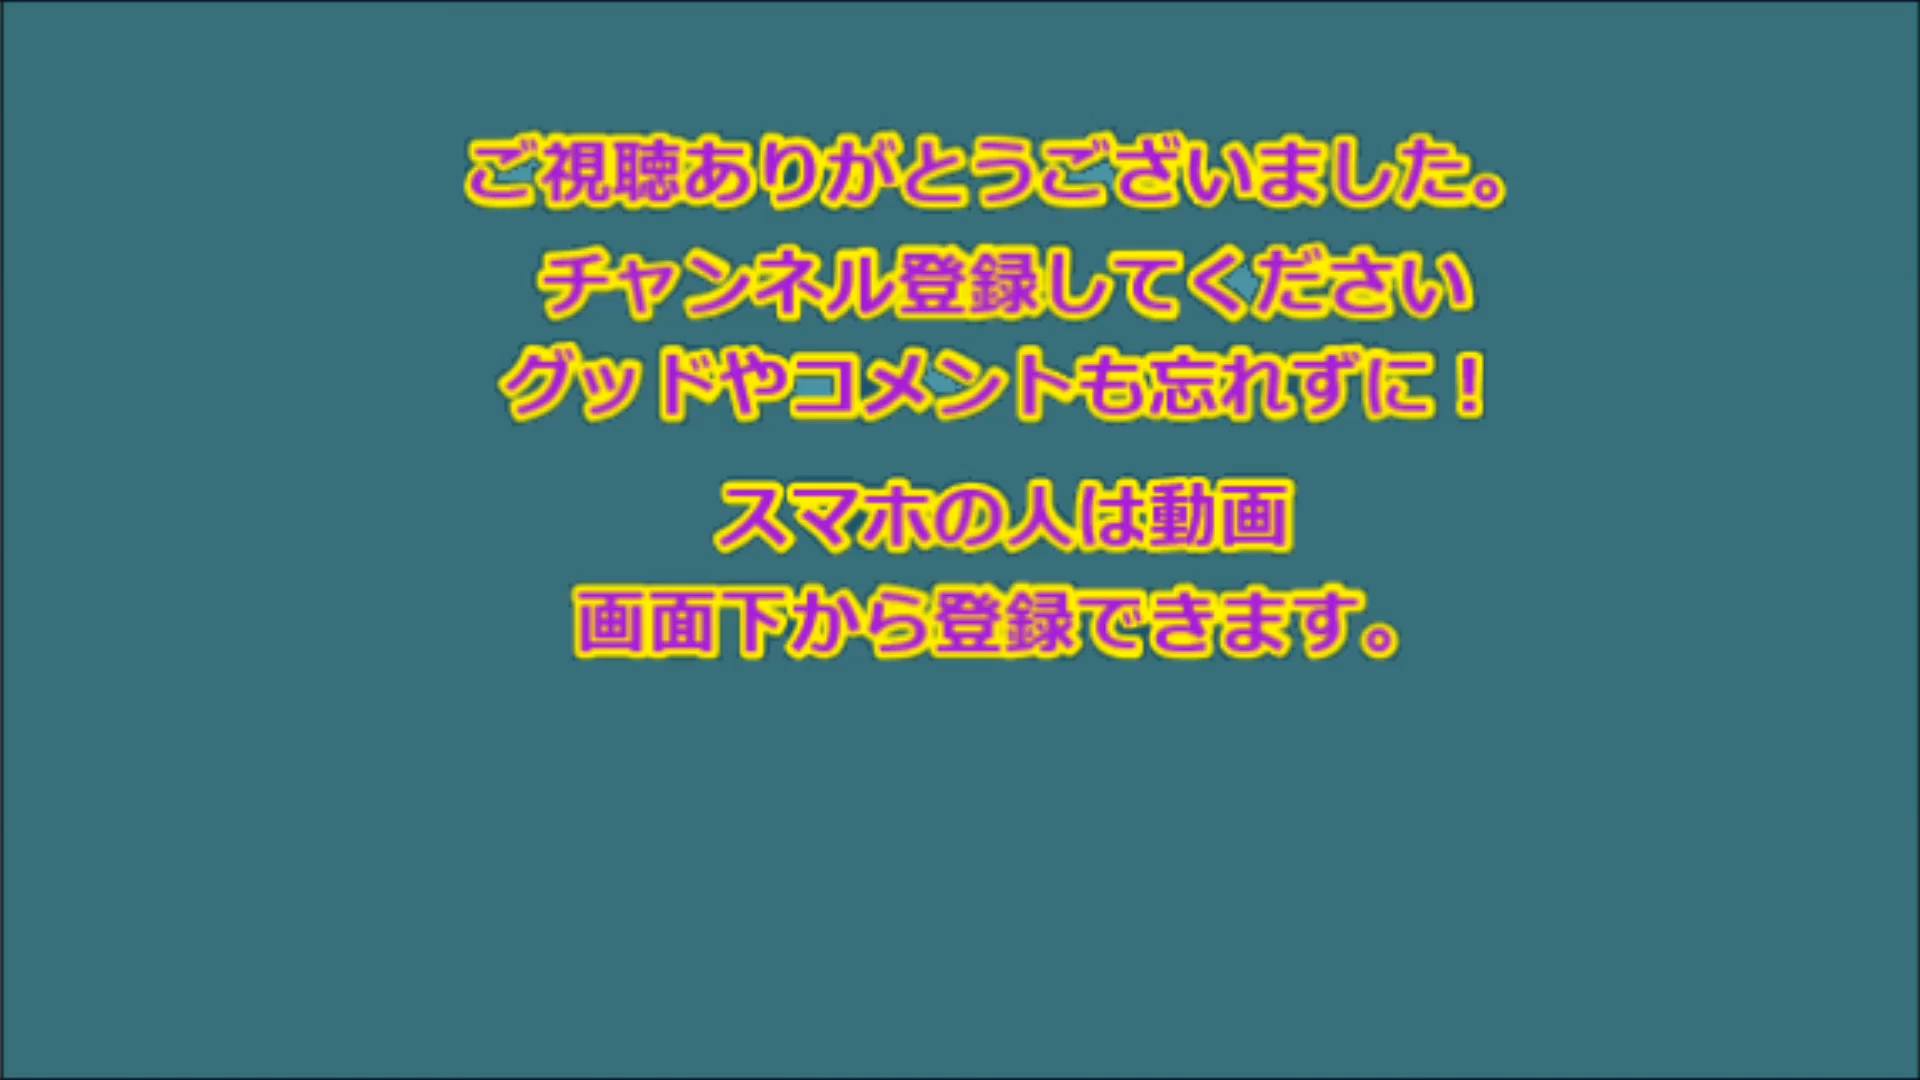 ご視聴ありがとうございました。
チャンネル登録してください
グッドやコメントも忘れずに！
スマホの人は動画
画面下から登録できます。